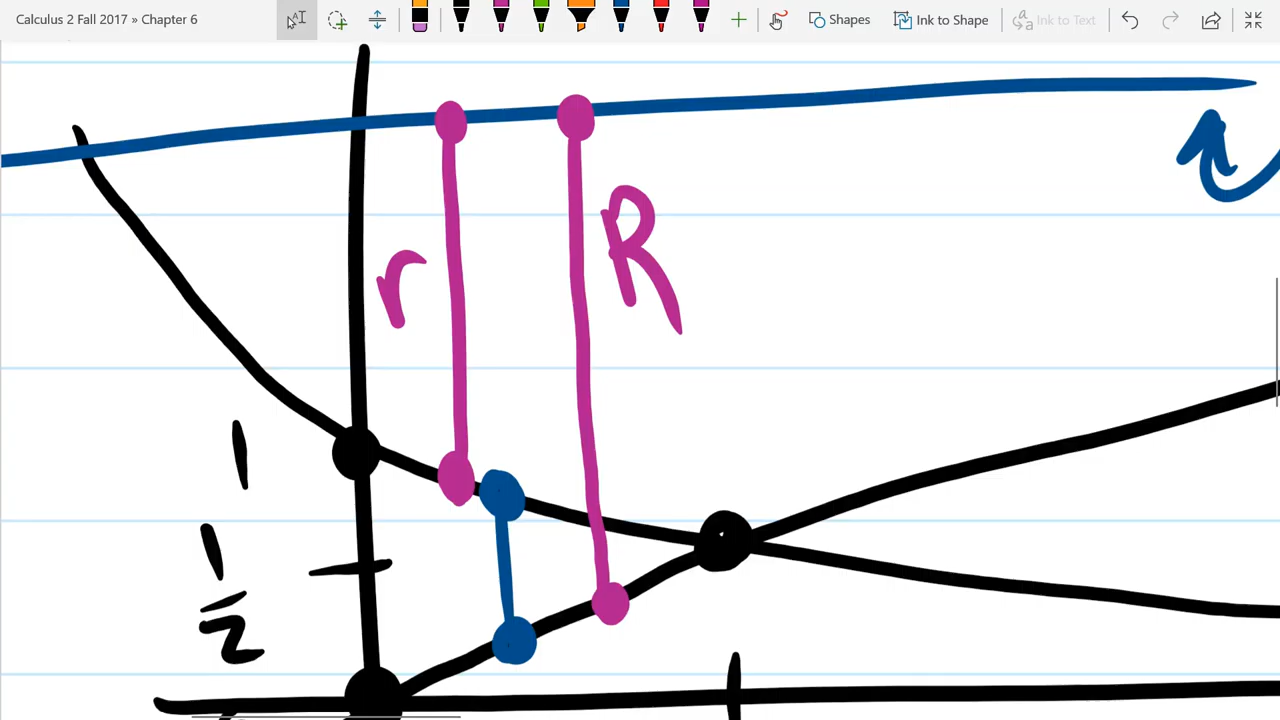 Calculus 2 Fall 2017 » Chapter 6
Shapes
Ink to Shape
Ink to Text
r
R
1
1/2